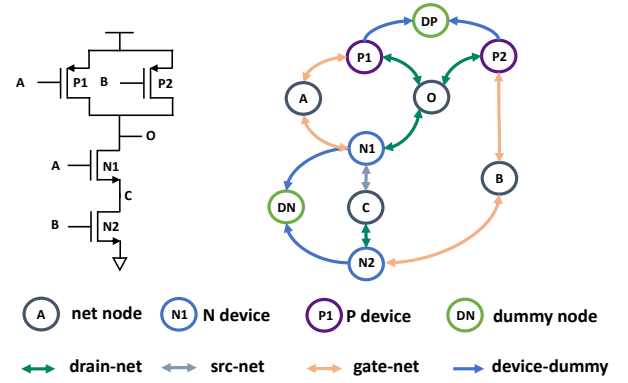 A P1 B P2
O
A N1
C
B N2
DP
P1 P2
A O
N1
B
DN C
N2
A net node N1 N device P1 P device DN dummy node
drain-net src-net gate-net device-dummy